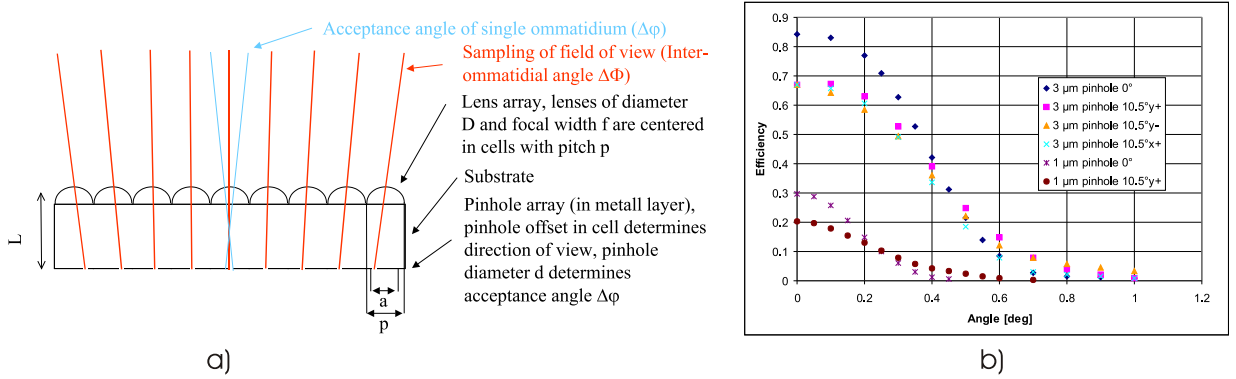 Acceptance angle of single ommatidium (Δφ)
Sampling of field of view (Inter-
ommatidial angle ΔΦ)
Lens array, lenses of diameter
D and focal width f are centered
in cells with pitch p
Substrate
Pinhole array (in metall layer),
pinhole offset in cell determines
direction of view, pinhole
diameter d determines
acceptance angle Δφ
L
a
p
a)
Efficiency
0.9
0.8
0.7
0.6
0.5
0.4
0.3
0.2
0.1
0
0
0.2
0.4
0.6
0.8
1
1.2
Angle [deg]
3 µm pinhole 0°
3 µm pinhole 10.5°y+
3 µm pinhole 10.5°y-
3 µm pinhole 10.5°x+
1 µm pinhole 0°
1 µm pinhole 10.5°y+
b)